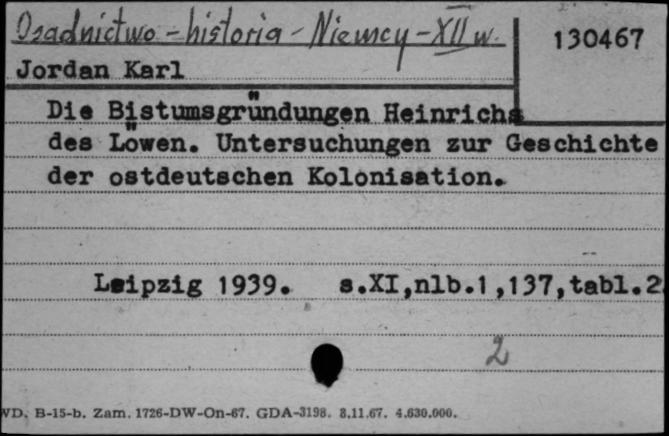 Osadnictwo - historia - Niemcy - XII w.
130467
Jordan Karl
Die Bistumsgründungen Heinrichs
des Löwen. Untersuchungen zur Geschichte
der ostdeutschen Kolonisation.
Leipzig 1939. s.XI,nlb.1,137,tabl.2
2
WD. B-15-b. Zam. 1726-DW-On-67. GDA-3198. 8.11.67. 4.630.000.